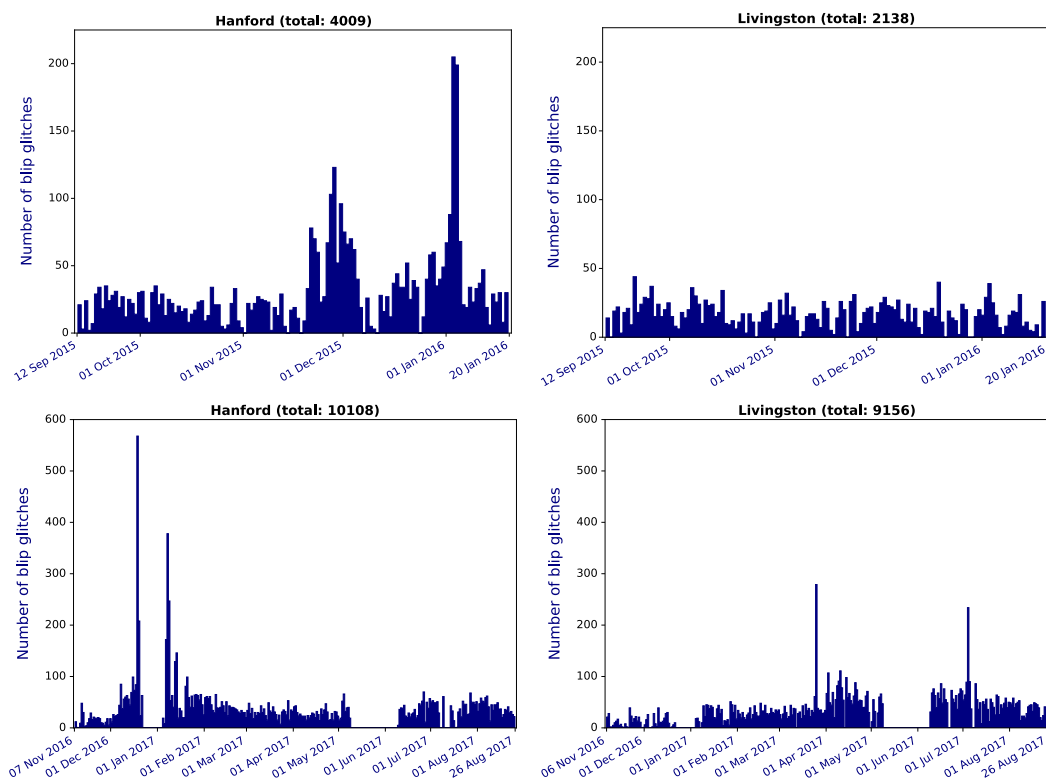 Hanford (total: 4009)
Number of blip glitches
200
150
100
50
0
12 Sep 2015
01 Oct 2015
01 Nov 2015
01 Dec 2015
01 Jan 2016
20 Jan 2016
Livingston (total: 2138)
Number of blip glitches
200
150
100
50
0
12 Sep 2015
01 Oct 2015
01 Nov 2015
01 Dec 2015
01 Jan 2016
20 Jan 2016
Hanford (total: 10108)
Number of blip glitches
600
500
400
300
200
100
0
07 Nov 2016
01 Dec 2016
01 Jan 2017
01 Feb 2017
01 Mar 2017
01 Apr 2017
01 May 2017
01 Jun 2017
01 Jul 2017
01 Aug 2017
26 Aug 2017
Livingston (total: 9156)
Number of blip glitches
600
500
400
300
200
100
0
06 Nov 2016
01 Dec 2016
01 Jan 2017
01 Feb 2017
01 Mar 2017
01 Apr 2017
01 May 2017
01 Jun 2017
01 Jul 2017
01 Aug 2017
26 Aug 2017